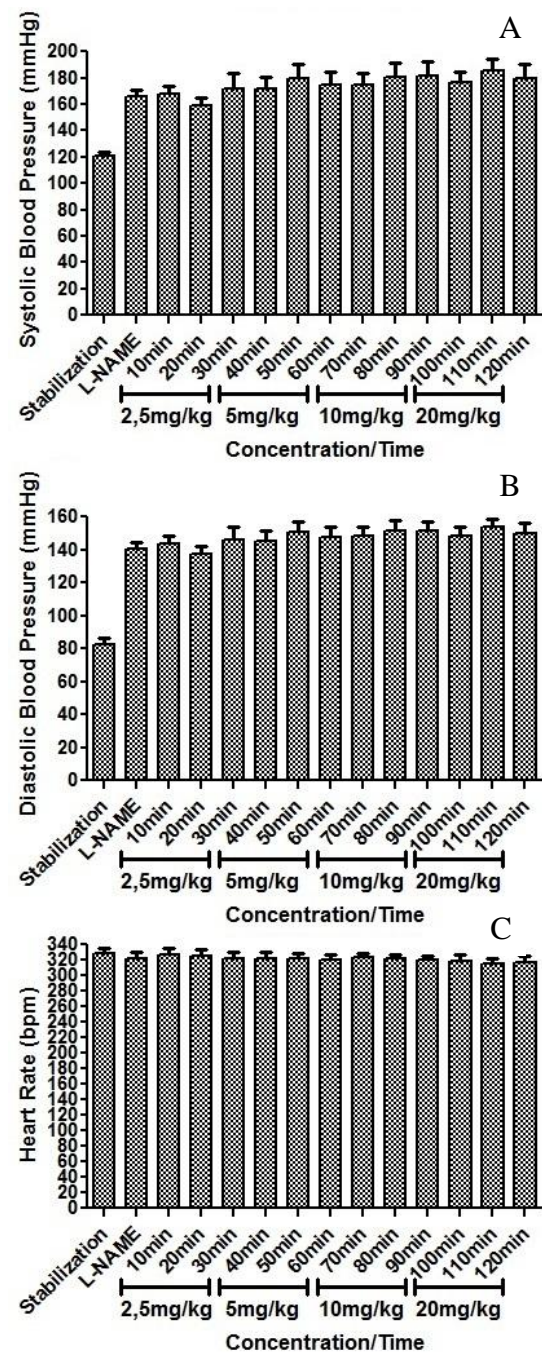 A
Systolic Blood Pressure (mmHg)
200
180
160
140
120
100
80
60
40
20
0
Stabilization
L-NAME
10min
20min
30min
40min
50min
60min
70min
80min
90min
100min
110min
120min
2,5mg/kg
5mg/kg
10mg/kg
20mg/kg
Concentration/Time
B
Diastolic Blood Pressure (mmHg)
160
140
120
100
80
60
40
20
0
Stabilization
L-NAME
10min
20min
30min
40min
50min
60min
70min
80min
90min
100min
110min
120min
2,5mg/kg
5mg/kg
10mg/kg
20mg/kg
Concentration/Time
C
Heart Rate (bpm)
340
320
300
280
260
240
220
200
180
160
140
120
100
80
60
40
20
0
Stabilization
L-NAME
10min
20min
30min
40min
50min
60min
70min
80min
90min
100min
110min
120min
2,5mg/kg
5mg/kg
10mg/kg
20mg/kg
Concentration/Time